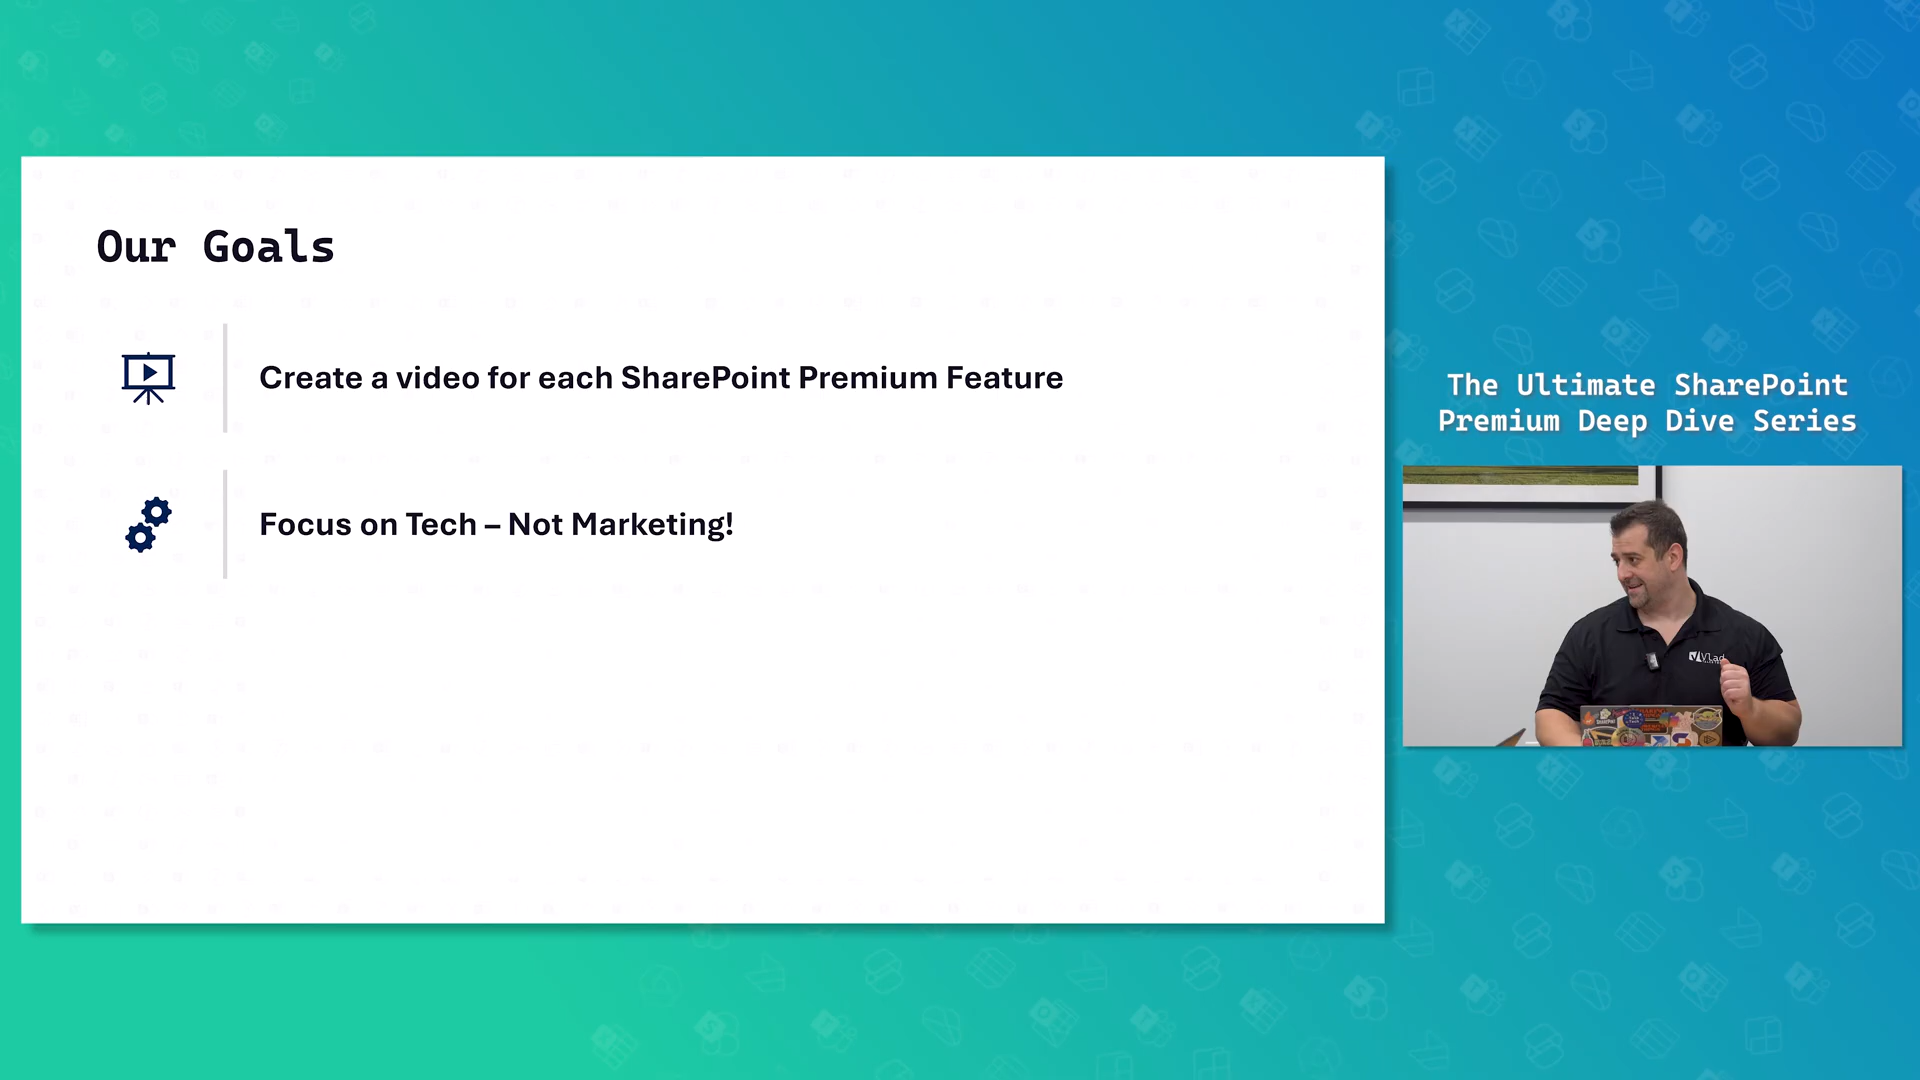 Our Goals
Create a video for each SharePoint Premium Feature
Focus on Tech – Not Marketing!
The Ultimate SharePoint
Premium Deep Dive Series
Vlad